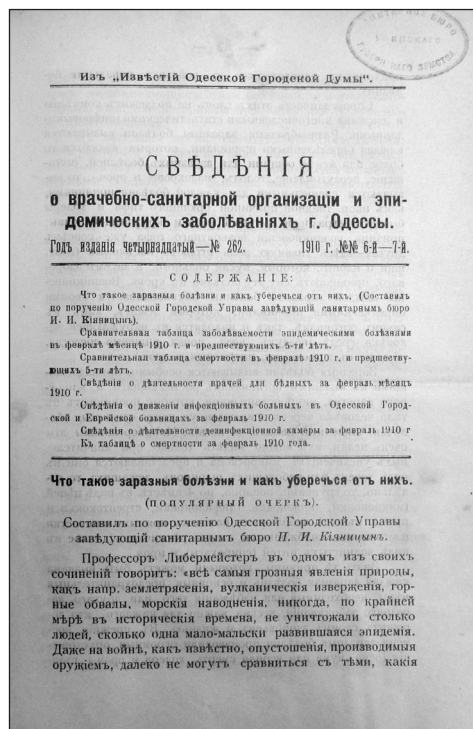 Изъ „Извѣстій Одесской Городской Думы“.
СВѢДѢНІЯ
о врачебно-санитарной организаціи и эпи-
демическихъ заболѣваніяхъ г. Одессы.
Годъ изданія четырнадцатый—№ 262. 1910 г. №№ 6-й—7-й.
СОДЕРЖАНІЕ:
Что такое заразныя болѣзни и какъ уберечься отъ нихъ. (Составилъ
по порученію Одесской Городской Управы завѣдующій санитарнымъ бюро
И. И. Кіяницынъ).
Сравнительная таблица заболѣваемости эпидемическими болѣзнями
въ февралѣ мѣсяцѣ 1910 г. и предшествующихъ 5-ти лѣтъ.
Сравнительная таблица смертности въ февралѣ 1910 г. и предшеству-
ющихъ 5-ти лѣтъ.
Свѣдѣнія о дѣятельности врачей для бѣдныхъ за февраль мѣсяцъ
1910 г.
Свѣдѣнія о движеніи инфекціонныхъ больныхъ въ Одесской Город-
ской и Еврейской больницахъ за февраль 1910 г.
Свѣдѣнія о дѣятельности дезинфекціонной камеры за февраль 1910 г
Къ таблицѣ о смертности за февраль 1910 года.
Что такое заразныя болѣзни и какъ уберечься отъ нихъ.
(ПОПУЛЯРНЫЙ ОЧЕРКЪ).
Составилъ по порученію Одесской Городской Управы
завѣдующій санитарнымъ бюро И. И. Кіяницынъ.
Профессоръ Либермейстеръ въ одномъ изъ своихъ
сочиненій говоритъ: «всѣ самыя грозныя явленія природы,
какъ напр. землетрясенія, вулканическія изверженія, гор-
ные обвалы, морскія наводненія, никогда, по крайней
мѣрѣ въ историческія времена, не уничтожали столько
людей, сколько одна мало-мальски развившаяся эпидемія.
Даже на войнѣ, какъ извѣстно, опустошенія, производимыя
оружіемъ, далеко не могутъ сравниться съ тѣми, какія